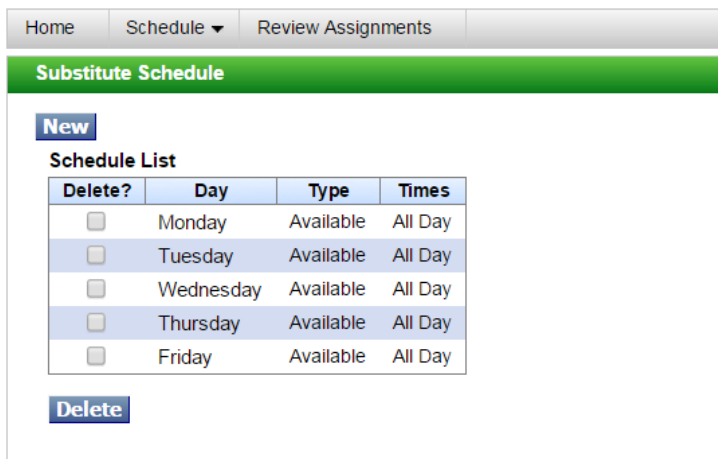 Home Schedule Review Assignments
Substitute Schedule
New
Schedule List
Delete? Day Type Times
Monday Available All Day
Tuesday Available All Day
Wednesday Available All Day
Thursday Available All Day
Friday Available All Day
Delete